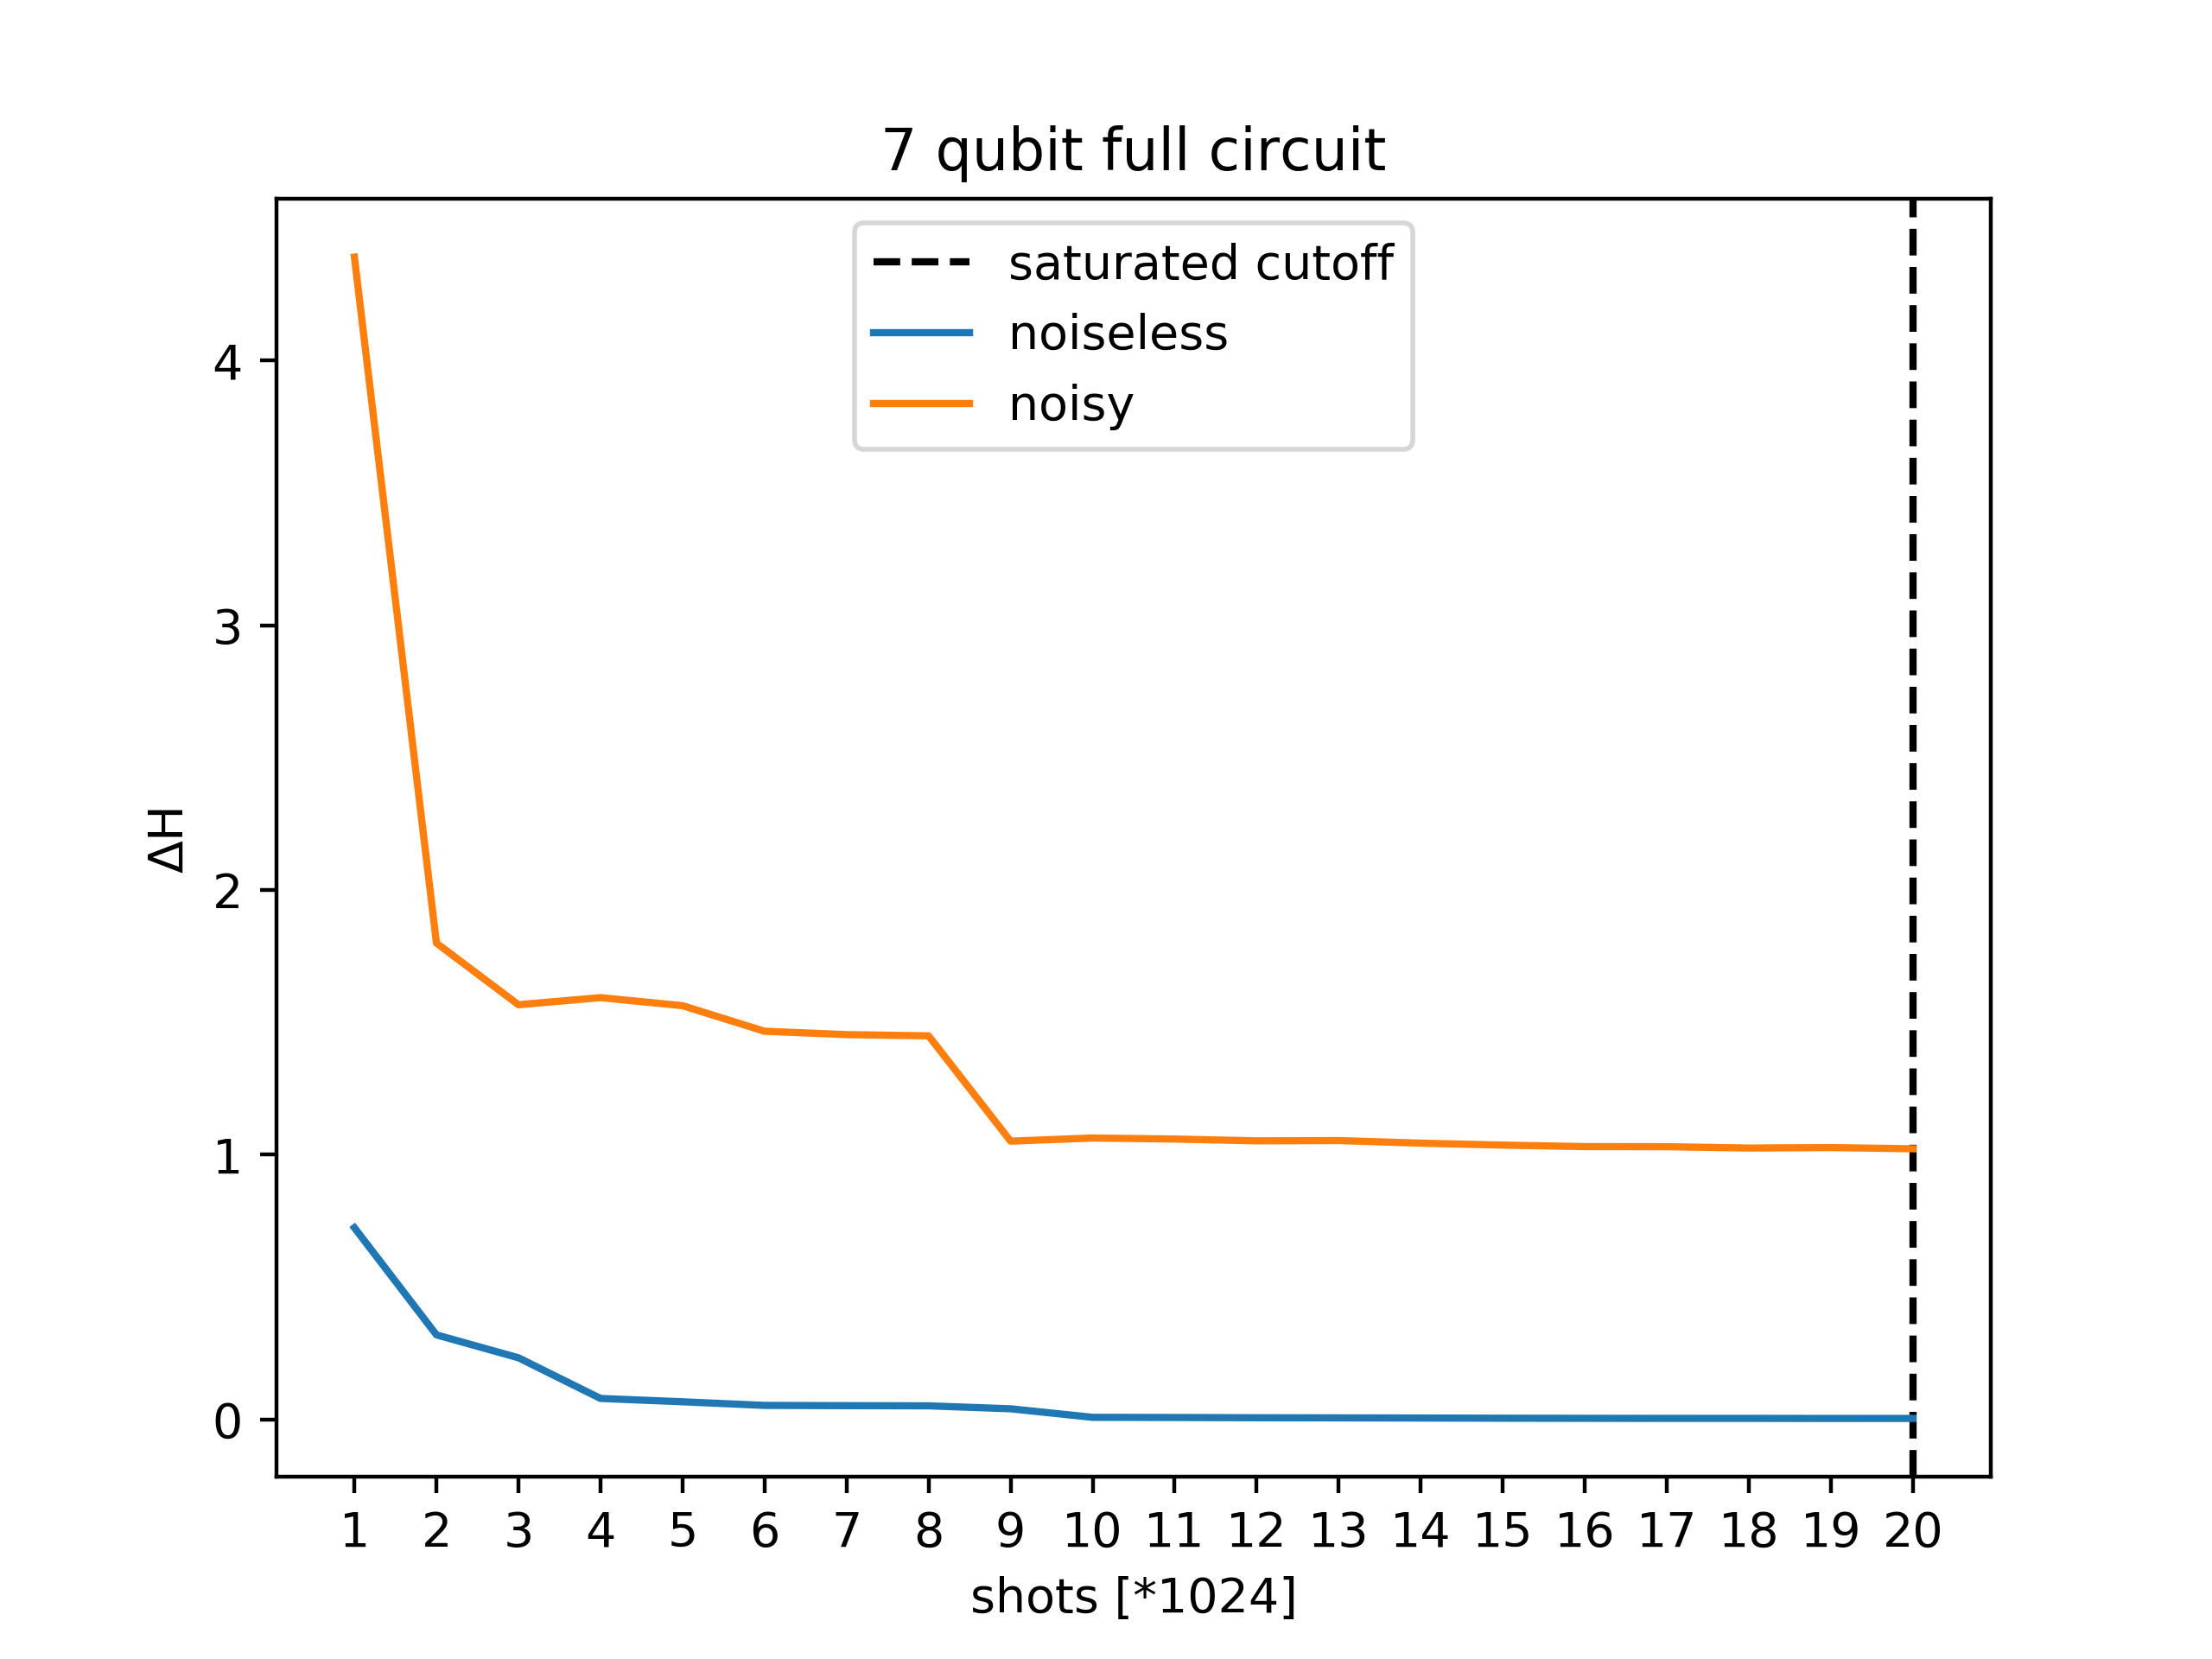 7 qubit full circuit
saturated cutoff
noiseless
noisy
4
3
2
1
0
ΔH
1 2 3 4 5 6 7 8 9 10 11 12 13 14 15 16 17 18 19 20
shots [*1024]